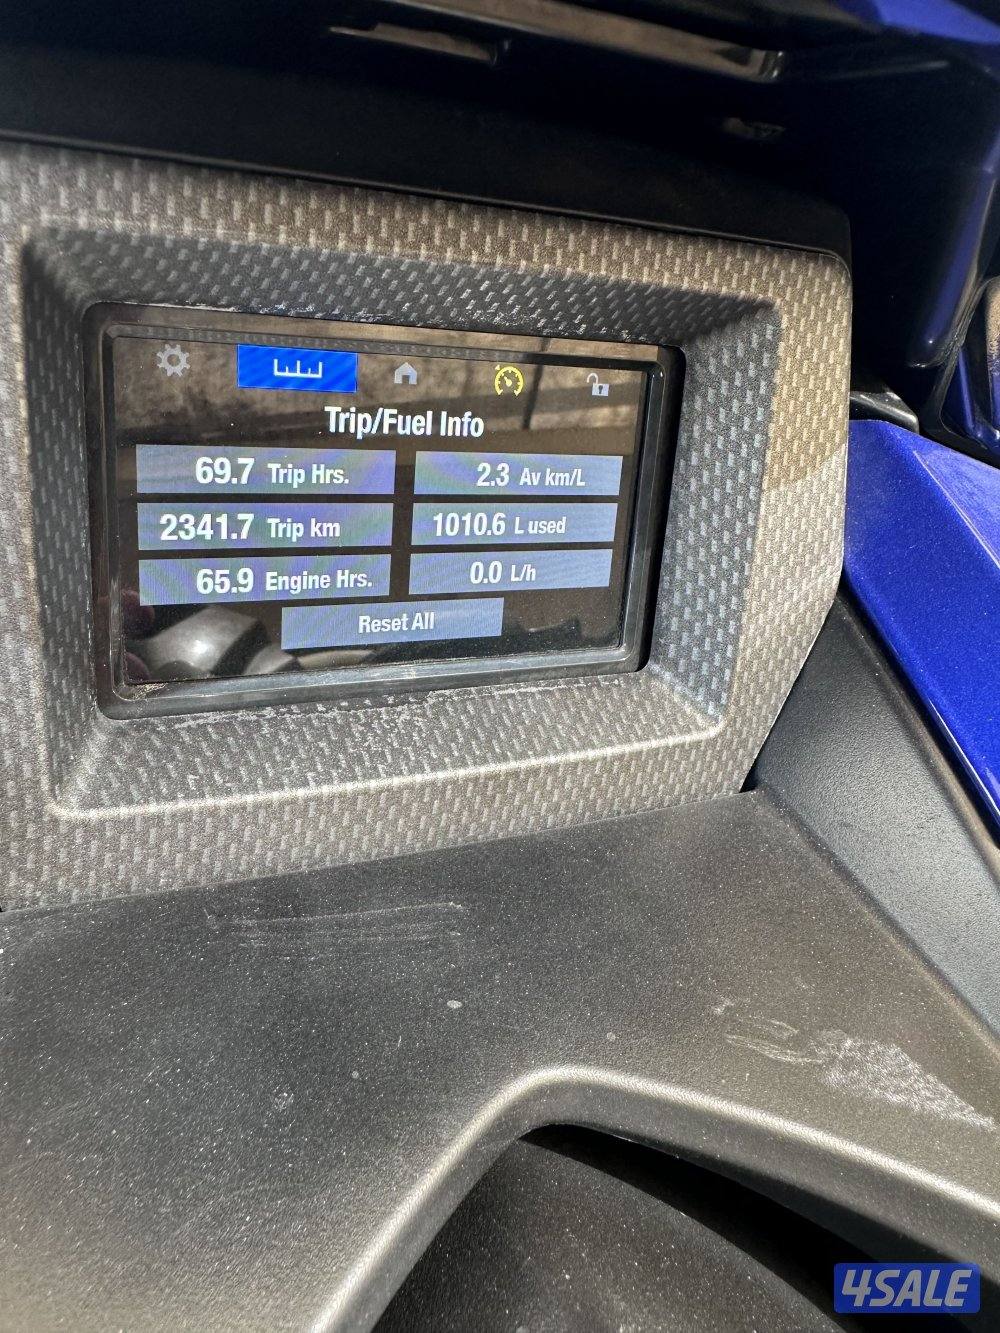 Trip/Fuel Info
69.7 Trip Hrs.
2.3 Av km/L
2341.7 Trip km
1010.6 L used
65.9 Engine Hrs.
0.0 L/h
Reset All
4SALE